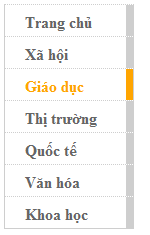 Trang chủ
Xã hội
Giáo dục
Thị trường
Quốc tế
Văn hóa
Khoa học